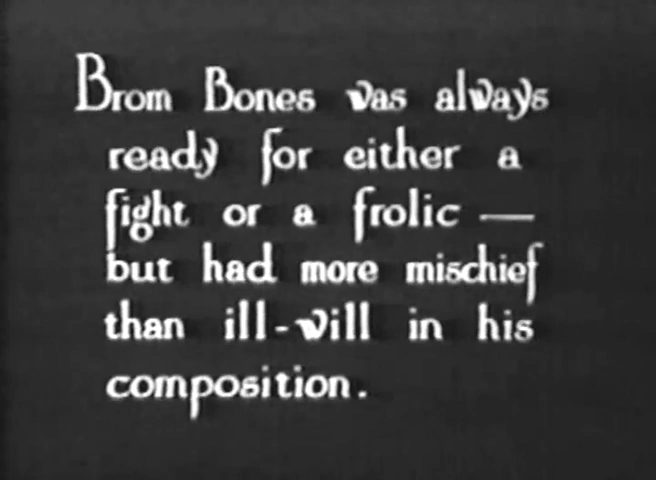 Brom Bones was always
ready for either a
fight or a frolic —
but had more mischief
than ill-will in his
composition.